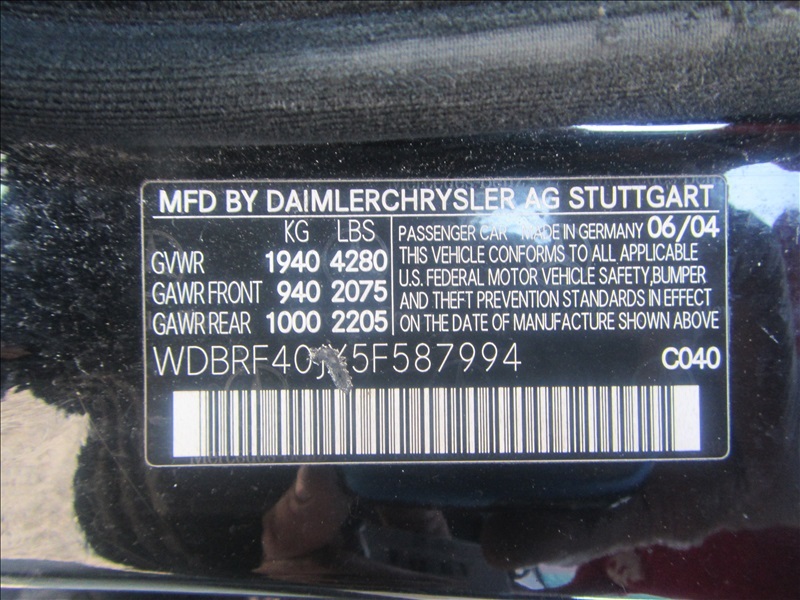 MFD BY DAIMLERCHRYSLER AG STUTTGART
KG LBS
GVWR 1940 4280
GAWR FRONT 940 2075
GAWR REAR 1000 2205
PASSENGER CAR MADE IN GERMANY 06/04
THIS VEHICLE CONFORMS TO ALL APPLICABLE
U.S. FEDERAL MOTOR VEHICLE SAFETY,BUMPER
AND THEFT PREVENTION STANDARDS IN EFFECT
ON THE DATE OF MANUFACTURE SHOWN ABOVE
WDBRF40JX5F587994 C040